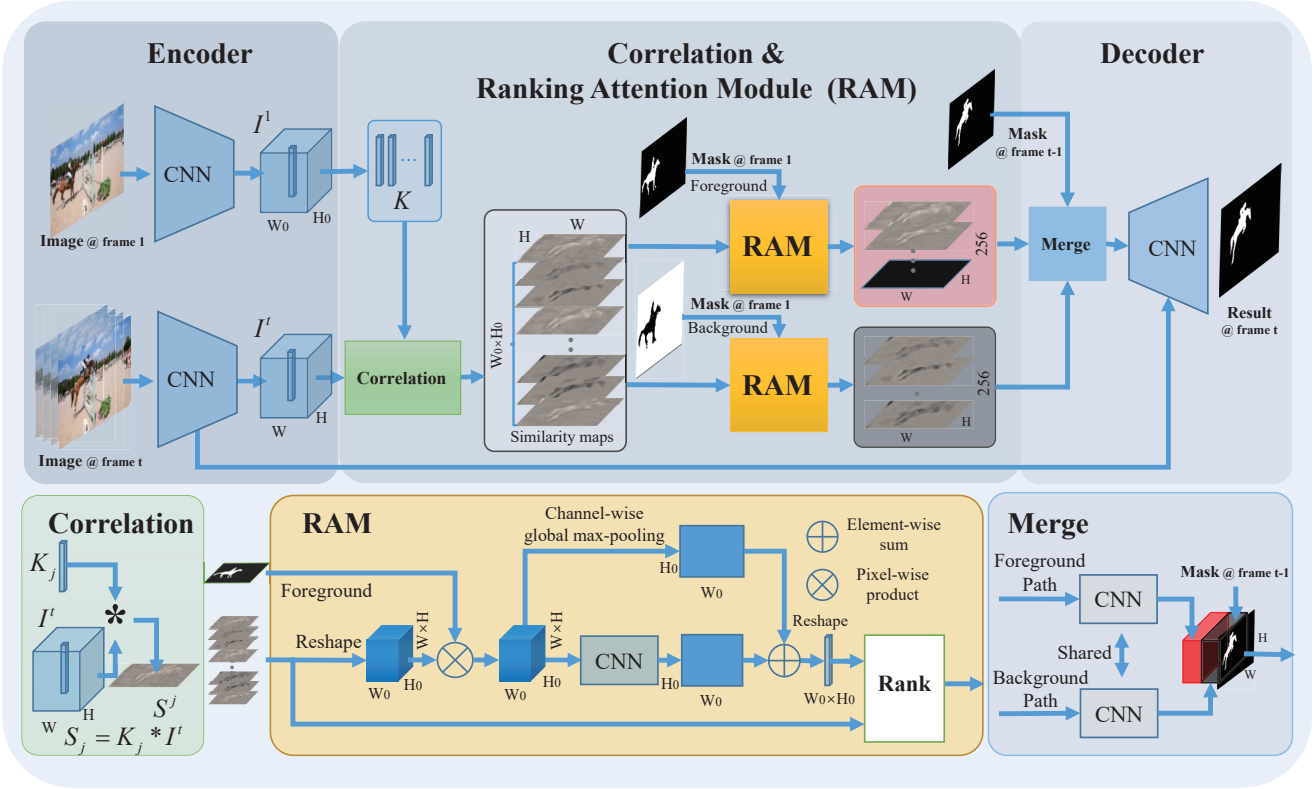 Encoder
Correlation &
Ranking Attention Module (RAM)
Decoder
I¹
CNN
W₀
H₀
Image @ frame 1
K
...
Mask @ frame 1
Foreground
RAM
256
H
W
Mask
@ frame t-1
Merge
CNN
Result
@ frame t
Iᵗ
CNN
W
H
Image @ frame t
Correlation
H
W
W₀×H₀
Similarity maps
Mask @ frame 1
Background
RAM
256
H
W
Correlation
K_j
*
Iᵗ
W
H
Sʲ
S_j = K_j * Iᵗ
RAM
Foreground
Reshape
W₀
H₀
W×H
W₀
H₀
W×H
Channel-wise
global max-pooling
H₀
W₀
CNN
H₀
W₀
Element-wise
sum
Pixel-wise
product
Reshape
W₀×H₀
Rank
Merge
Foreground
Path
CNN
Mask @ frame t-1
Shared
H
W
Background
Path
CNN